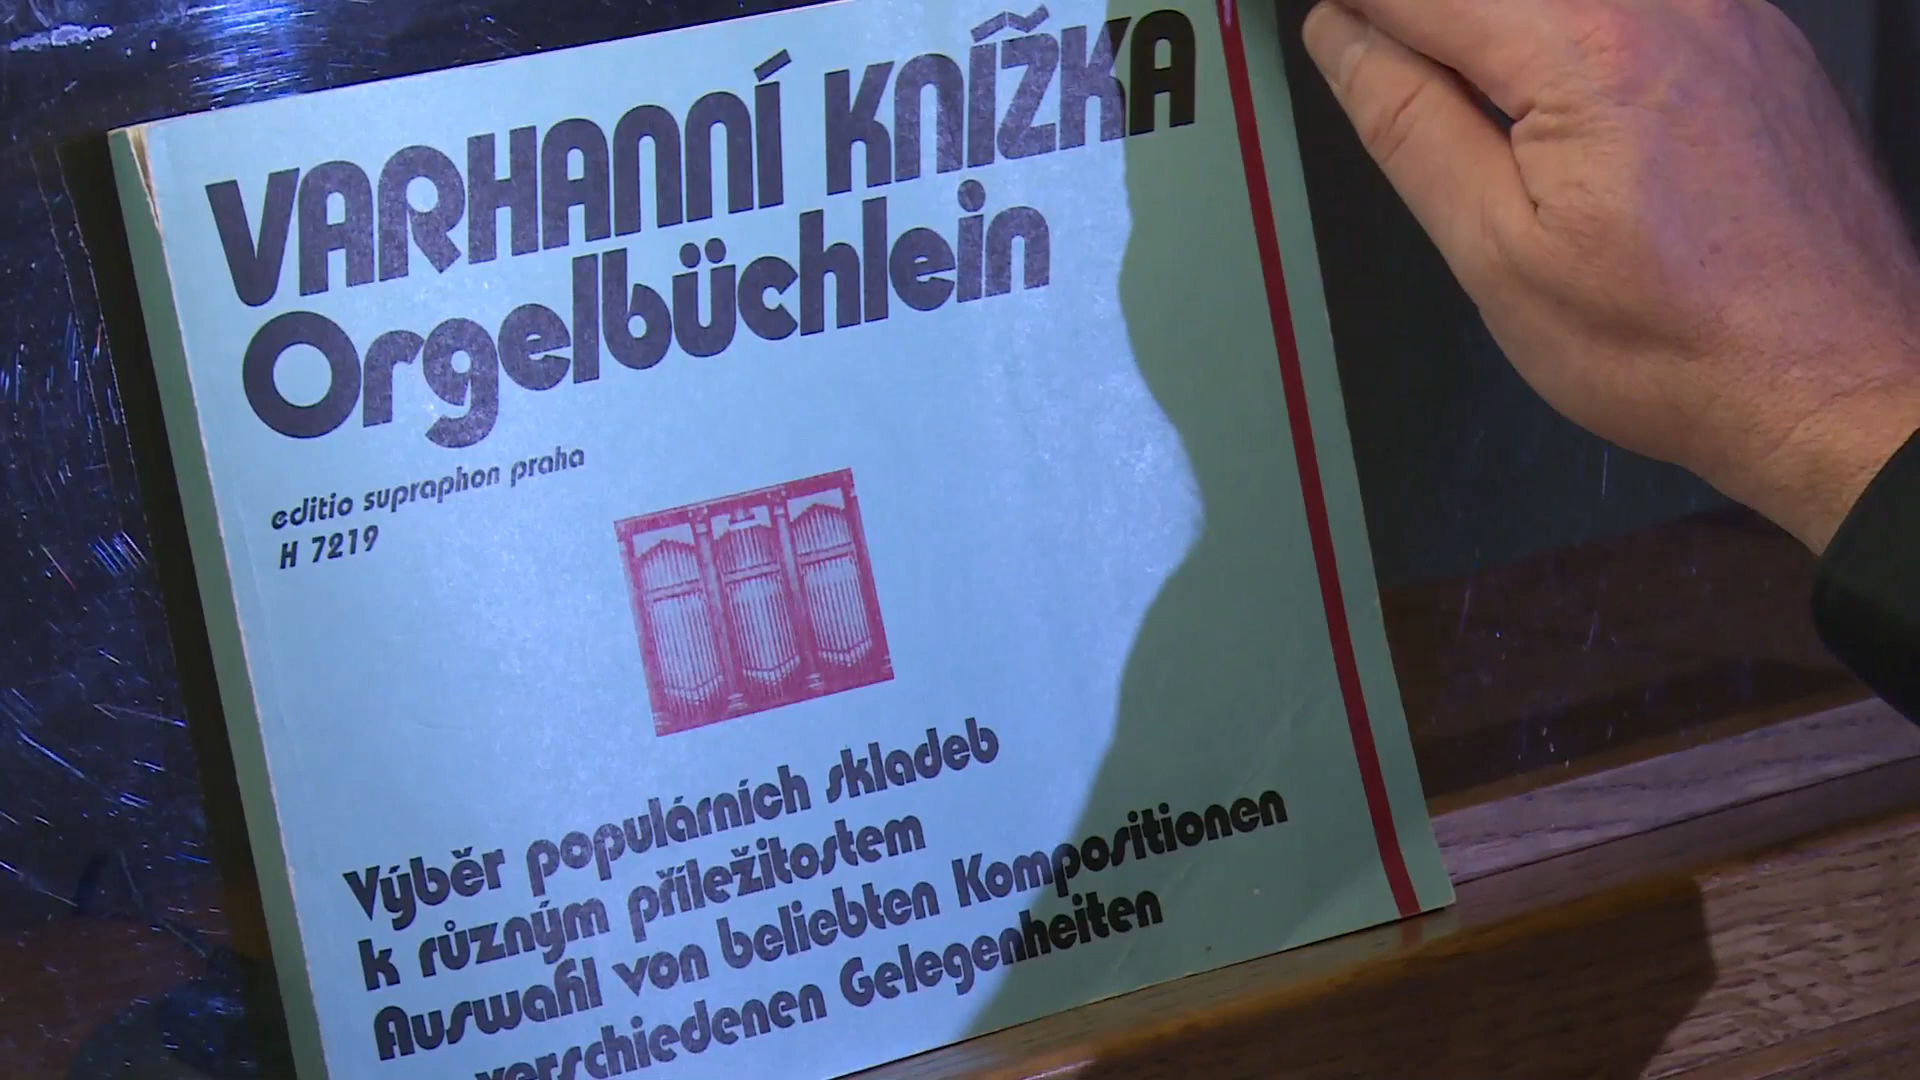 VARHANNÍ KNÍŽKA
Orgelbüchlein
editio supraphon praha
H 7219
Výběr populárních skladeb
k různým příležitostem
Auswahl von beliebten Kompositionen
verschiedenen Gelegenheiten